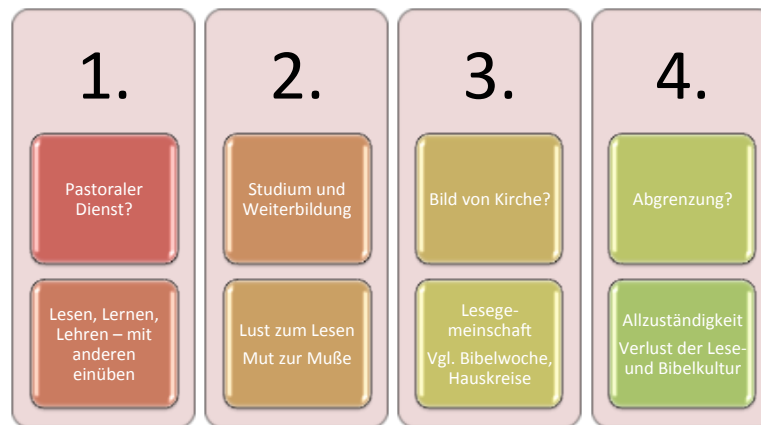 1.
Pastoraler
Dienst?
Lesen, Lernen,
Lehren – mit
anderen
einüben
2.
Studium und
Weiterbildung
Lust zum Lesen
Mut zur Muße
3.
Bild von Kirche?
Lesege-
meinschaft
Vgl. Bibelwoche,
Hauskreise
4.
Abgrenzung?
Allzuständigkeit
Verlust der Lese-
und Bibelkultur